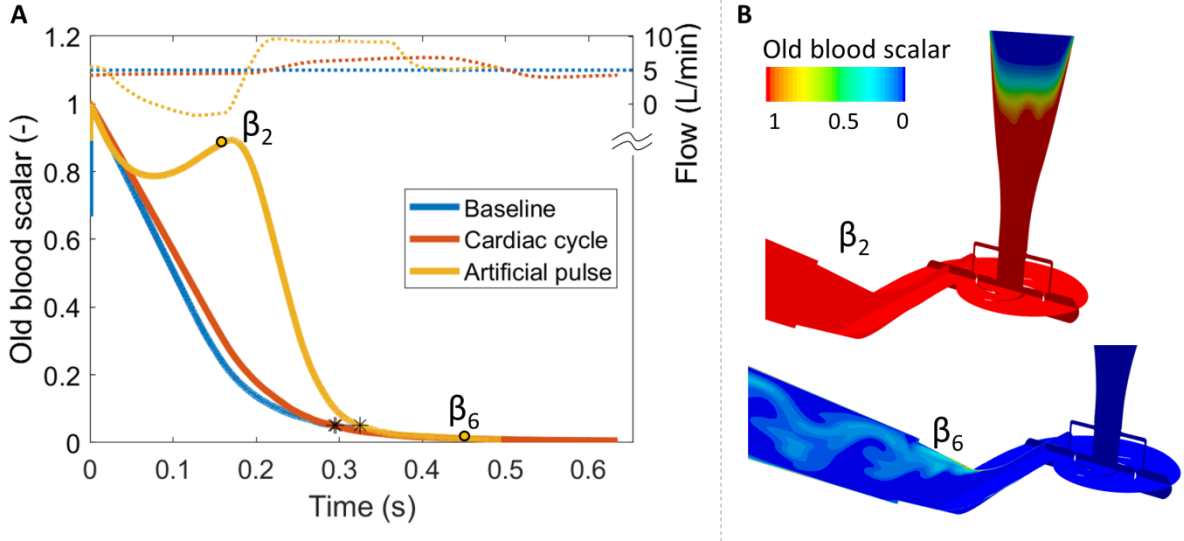 A
Old blood scalar (-)
1.2
1
0.8
0.6
0.4
0.2
0
10
5
0
Flow (L/min)
β2
Baseline
Cardiac cycle
Artificial pulse
β6
0 0.1 0.2 0.3 0.4 0.5 0.6
Time (s)
B
Old blood scalar
1 0.5 0
β2
β6